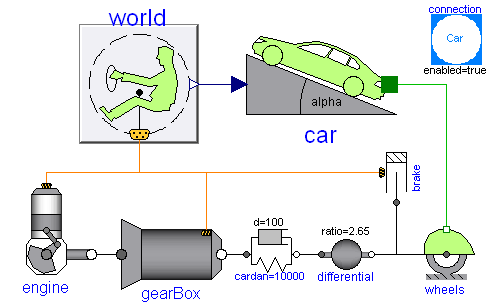 world
connection
Car
enabled=true
alpha
car
brake
d=100
ratio=2.65
cardan=10000
differential
wheels
engine
gearBox